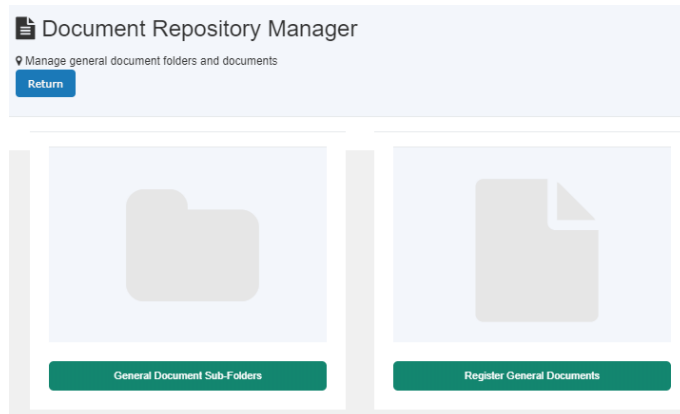 Document Repository Manager
Manage general document folders and documents
Return
General Document Sub-Folders
Register General Documents